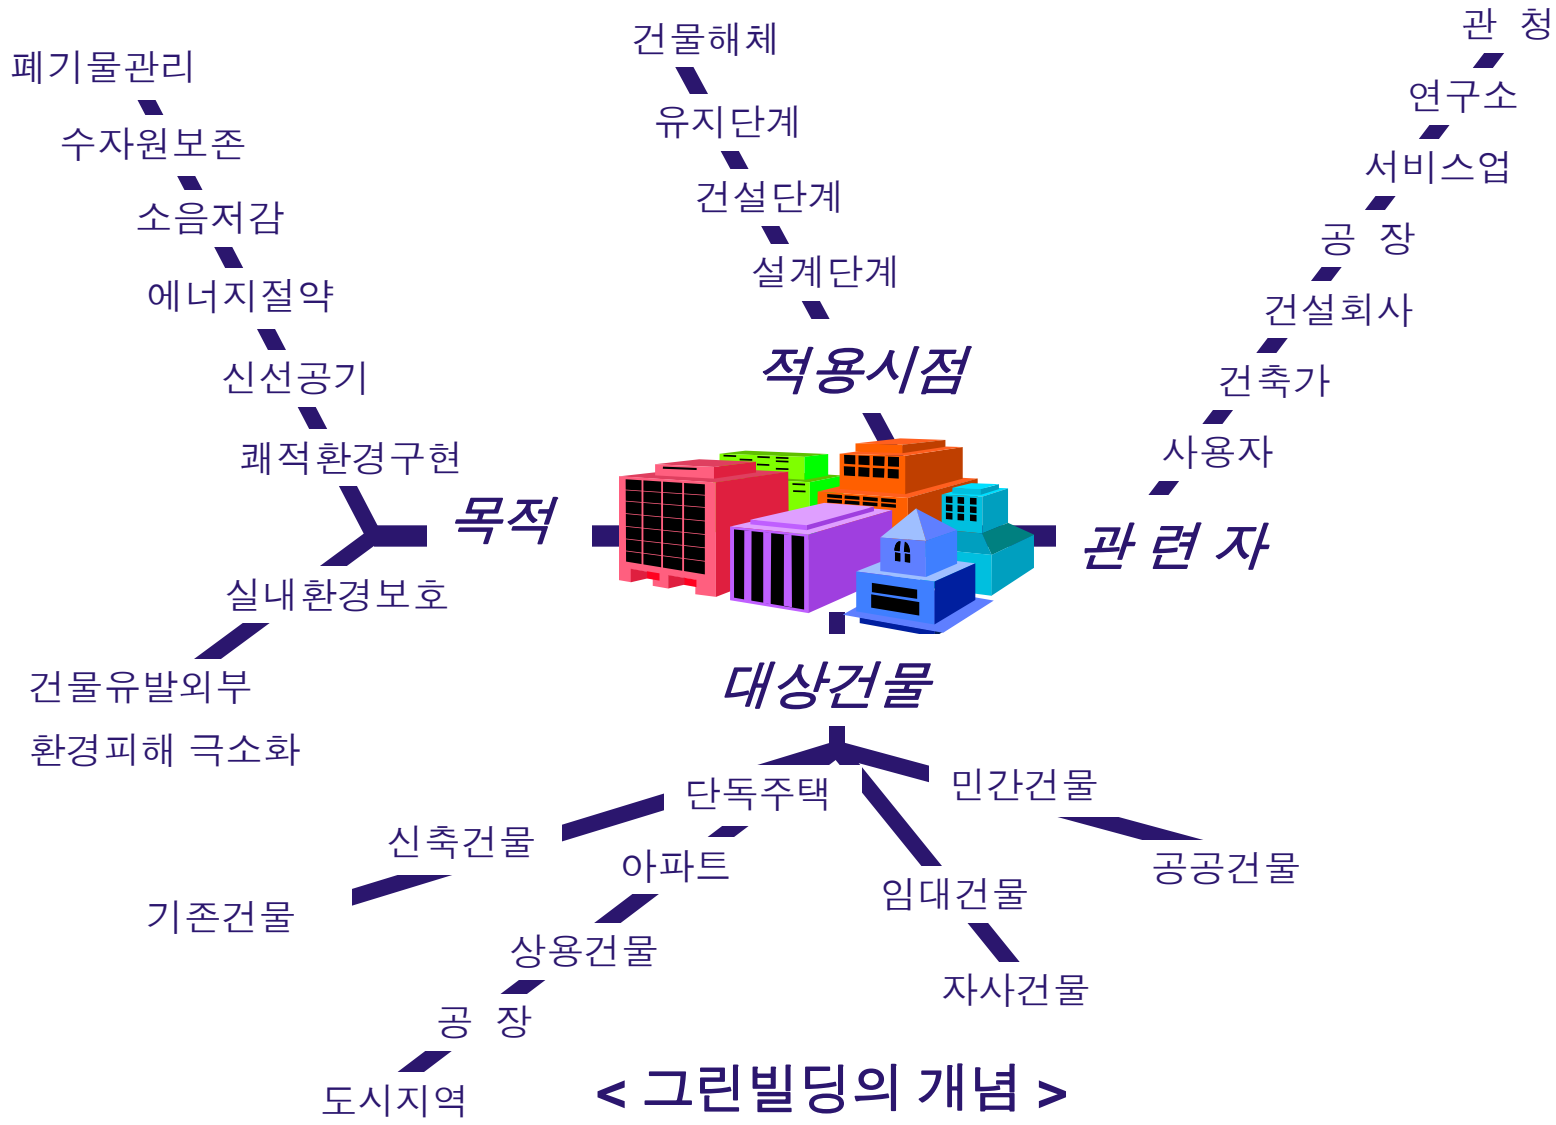 폐기물관리
수자원보존
소음저감
에너지절약
신선공기
쾌적환경구현
목적
실내환경보호
건물유발외부
환경피해 극소화
건물해체
유지단계
건설단계
설계단계
적용시점
관 청
연구소
서비스업
공 장
건설회사
건축가
사용자
관 련 자
대상건물
단독주택
신축건물
기존건물
아파트
상용건물
공 장
도시지역
민간건물
공공건물
임대건물
자사건물
< 그린빌딩의 개념 >